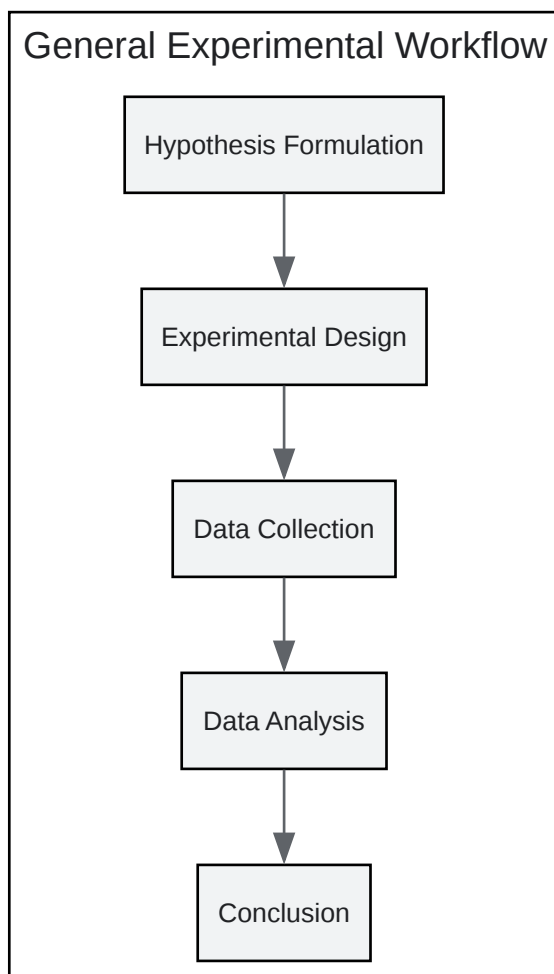 General Experimental Workflow
Hypothesis Formulation
Experimental Design
Data Collection
Data Analysis
Conclusion